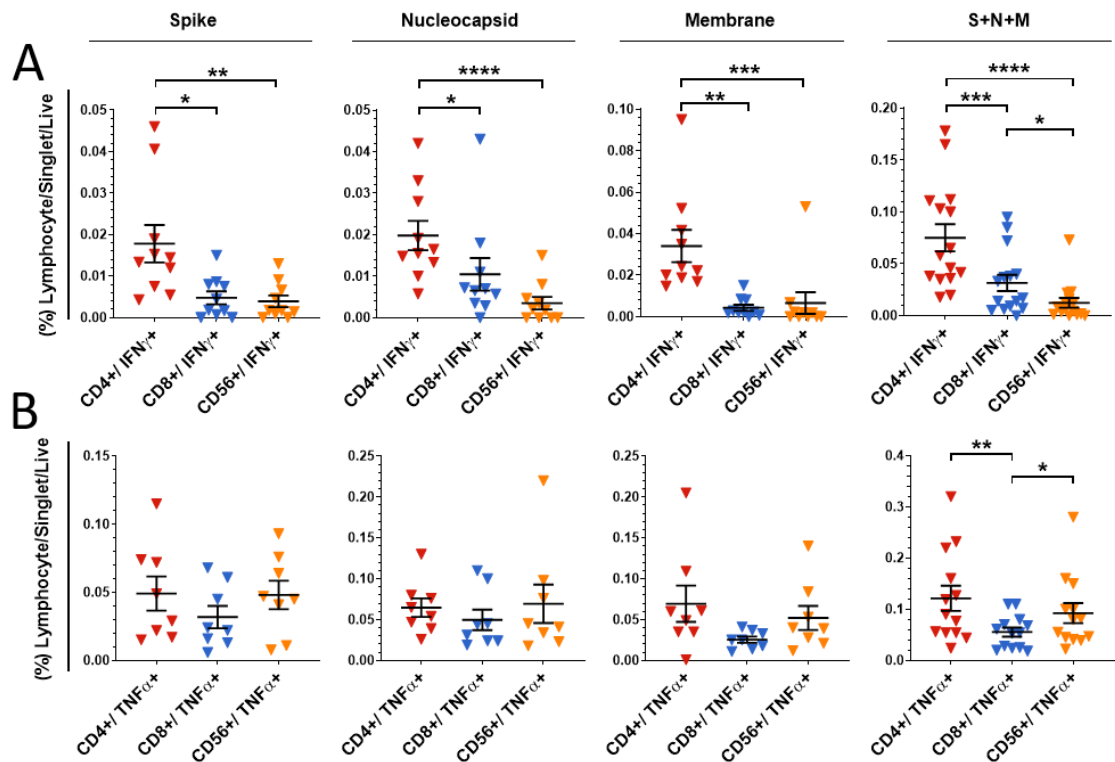 Spike Nucleocapsid Membrane S+N+M
A
(%) Lymphocyte/Singlet/Live
** **** *** ****
* * ** *** *
0.05 0.05 0.10 0.20
0.04 0.04 0.08 0.15
0.03 0.03 0.06 0.10
0.02 0.02 0.04 0.05
0.01 0.01 0.02 0.00
0.00 0.00 0.00
CD4+/ IFNγ+ CD8+/ IFNγ+ CD56+/ IFNγ+ CD4+/ IFNγ+ CD8+/ IFNγ+ CD56+/ IFNγ+ CD4+/ IFNγ+ CD8+/ IFNγ+ CD56+/ IFNγ+ CD4+/ IFNγ+ CD8+/ IFNγ+ CD56+/ IFNγ+
B
(%) Lymphocyte/Singlet/Live
** *
0.15 0.25 0.25 0.4
0.10 0.20 0.20 0.3
0.05 0.15 0.15 0.2
0.00 0.10 0.10 0.1
0.05 0.05 0.0
0.00 0.00
CD4+/ TNFα+ CD8+/ TNFα+ CD56+/ TNFα+ CD4+/ TNFα+ CD8+/ TNFα+ CD56+/ TNFα+ CD4+/ TNFα+ CD8+/ TNFα+ CD56+/ TNFα+ CD4+/ TNFα+ CD8+/ TNFα+ CD56+/ TNFα+